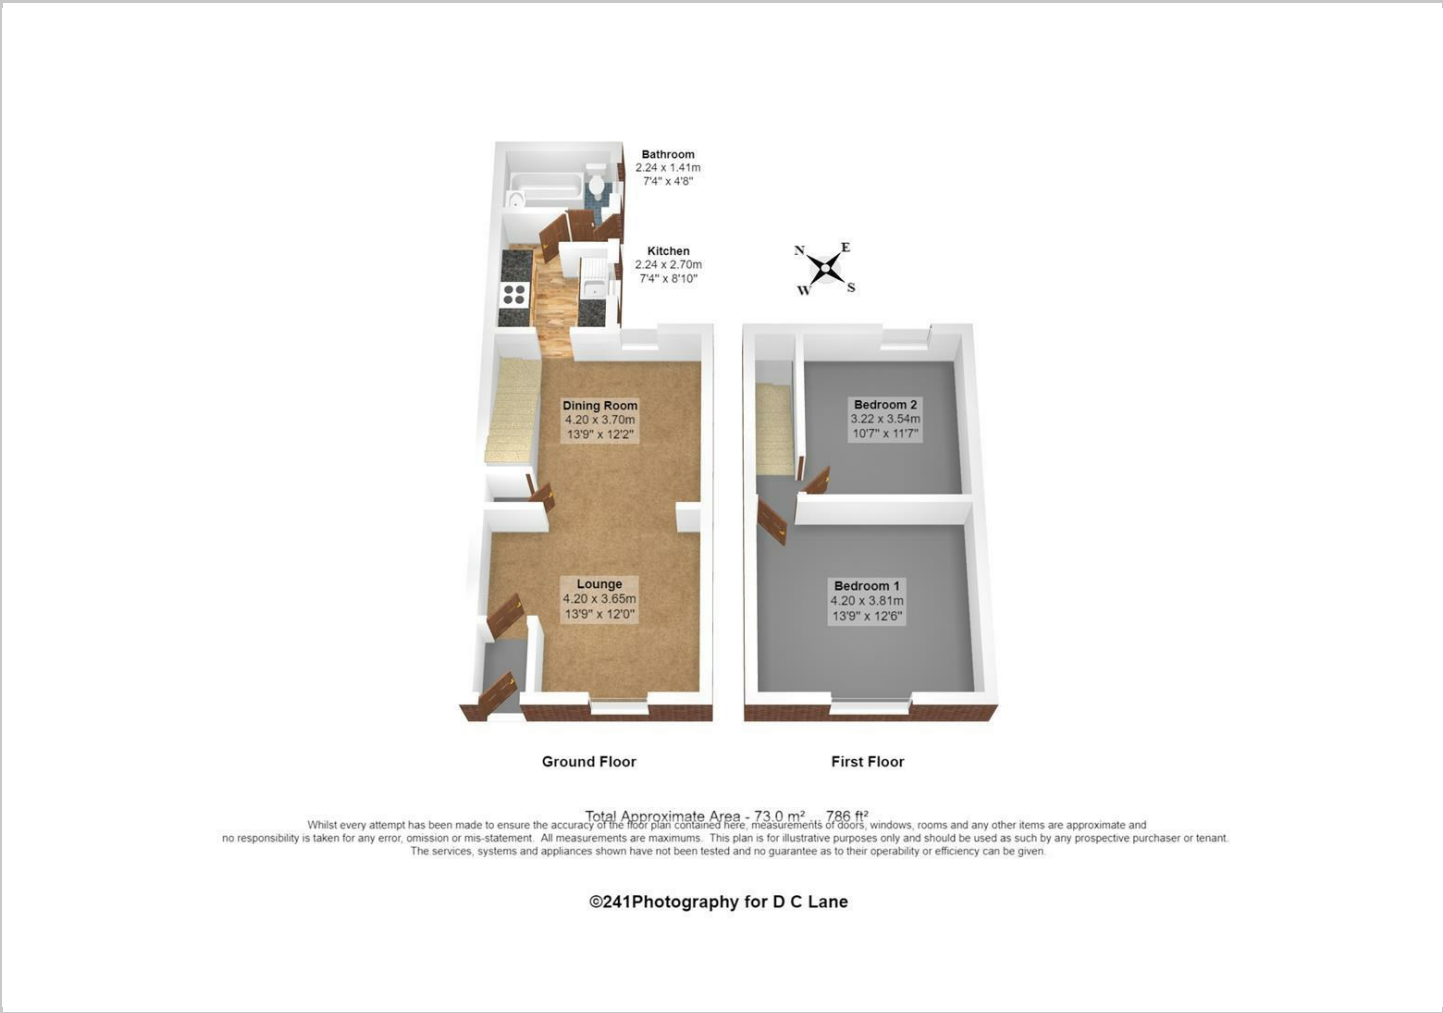 Bathroom
2.24 x 1.41m
7'4" x 4'8"
Kitchen
2.24 x 2.70m
7'4" x 8'10"
N E
W S
Dining Room
4.20 x 3.70m
13'9" x 12'2"
Bedroom 2
3.22 x 3.54m
10'7" x 11'7"
Lounge
4.20 x 3.65m
13'9" x 12'0"
Bedroom 1
4.20 x 3.81m
13'9" x 12'6"
Ground Floor
First Floor
Total Approximate Area - 73.0 m² ... 786 ft²
Whilst every attempt has been made to ensure the accuracy of the floor plan contained here, measurements of doors, windows, rooms and any other items are approximate and
no responsibility is taken for any error, omission or mis-statement. All measurements are maximums. This plan is for illustrative purposes only and should be used as such by any prospective purchaser or tenant.
The services, systems and appliances shown have not been tested and no guarantee as to their operability or efficiency can be given.
©241Photography for D C Lane